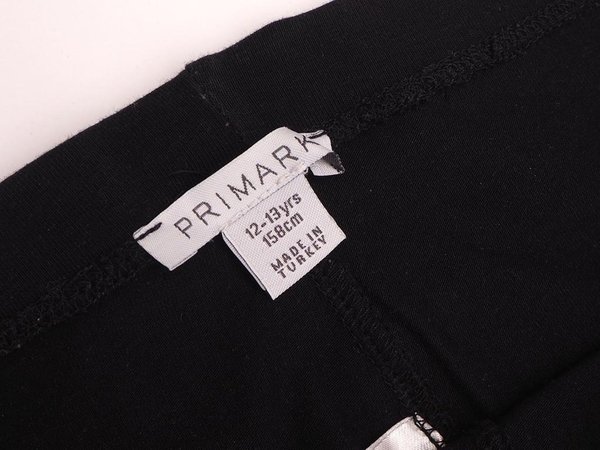 PRIMARK
12-13yrs
158cm
MADE IN
TURKEY